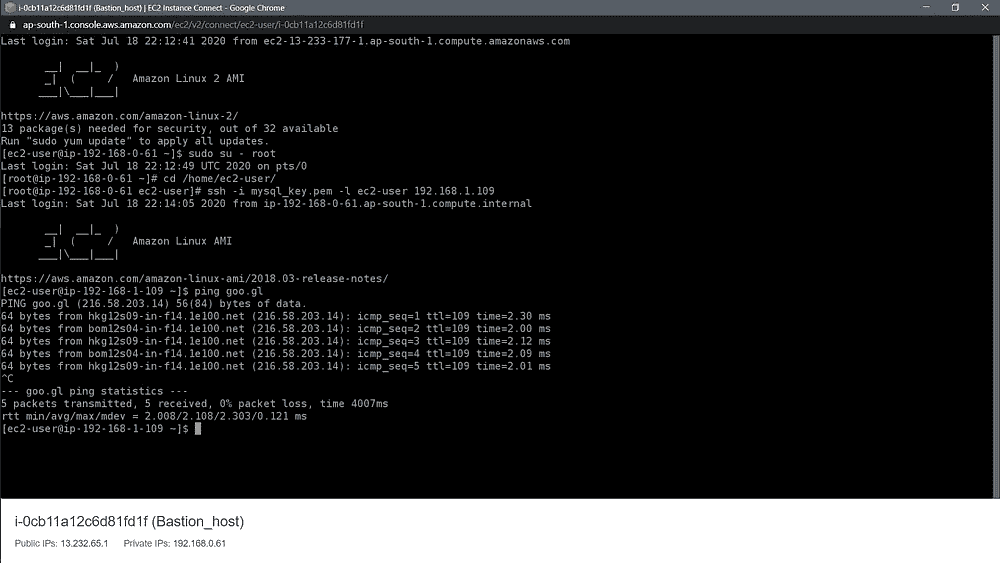 i-0cb11a12c6d81fd1f (Bastion_host) | EC2 Instance Connect - Google Chrome
ap-south-1.console.aws.amazon.com/ec2/v2/connect/ec2-user/i-0cb11a12c6d81fd1f
Last login: Sat Jul 18 22:12:41 2020 from ec2-13-233-177-1.ap-south-1.compute.amazonaws.com
       __|  __|_  )
       _|  (     /   Amazon Linux 2 AMI
      ___|\___|___|
https://aws.amazon.com/amazon-linux-2/
13 package(s) needed for security, out of 32 available
Run "sudo yum update" to apply all updates.
[ec2-user@ip-192-168-0-61 ~]$ sudo su - root
Last login: Sat Jul 18 22:12:49 UTC 2020 on pts/0
[root@ip-192-168-0-61 ~]# cd /home/ec2-user/
[root@ip-192-168-0-61 ec2-user]# ssh -i mysql_key.pem -l ec2-user 192.168.1.109
Last login: Sat Jul 18 22:14:05 2020 from ip-192-168-0-61.ap-south-1.compute.internal
       __|  __|_  )
       _|  (     /   Amazon Linux AMI
      ___|\___|___|
https://aws.amazon.com/amazon-linux-ami/2018.03-release-notes/
[ec2-user@ip-192-168-1-109 ~]$ ping goo.gl
PING goo.gl (216.58.203.14) 56(84) bytes of data.
64 bytes from hkg12s09-in-f14.1e100.net (216.58.203.14): icmp_seq=1 ttl=109 time=2.30 ms
64 bytes from bom12s04-in-f14.1e100.net (216.58.203.14): icmp_seq=2 ttl=109 time=2.00 ms
64 bytes from hkg12s09-in-f14.1e100.net (216.58.203.14): icmp_seq=3 ttl=109 time=2.12 ms
64 bytes from bom12s04-in-f14.1e100.net (216.58.203.14): icmp_seq=4 ttl=109 time=2.09 ms
64 bytes from hkg12s09-in-f14.1e100.net (216.58.203.14): icmp_seq=5 ttl=109 time=2.01 ms
^C
--- goo.gl ping statistics ---
5 packets transmitted, 5 received, 0% packet loss, time 4007ms
rtt min/avg/max/mdev = 2.008/2.108/2.303/0.121 ms
[ec2-user@ip-192-168-1-109 ~]$
i-0cb11a12c6d81fd1f (Bastion_host)
Public IPs: 13.232.65.1 Private IPs: 192.168.0.61